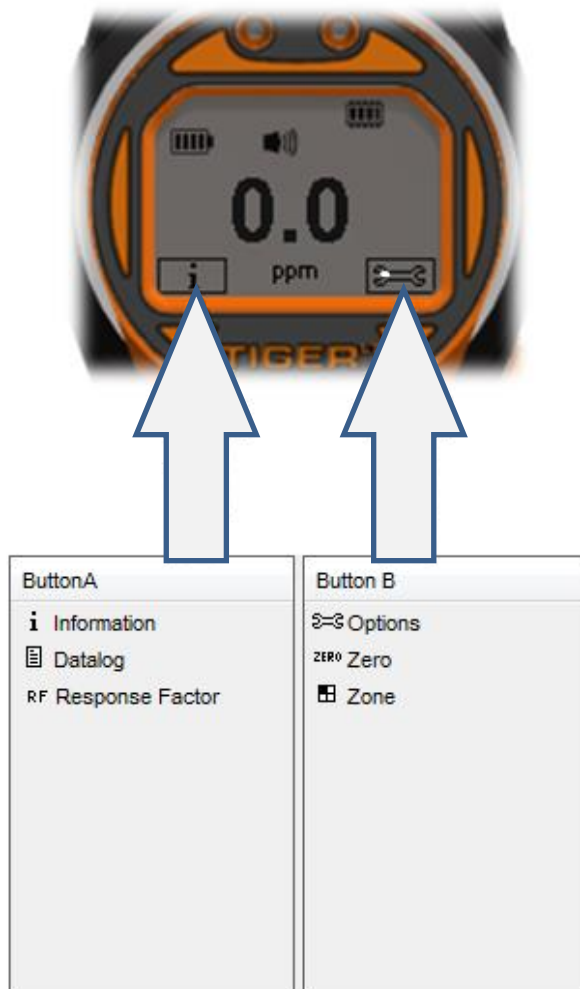 0.0
i
ppm
TIGER
ButtonA
i Information
Datalog
RF Response Factor
Button B
Options
ZERO Zero
Zone